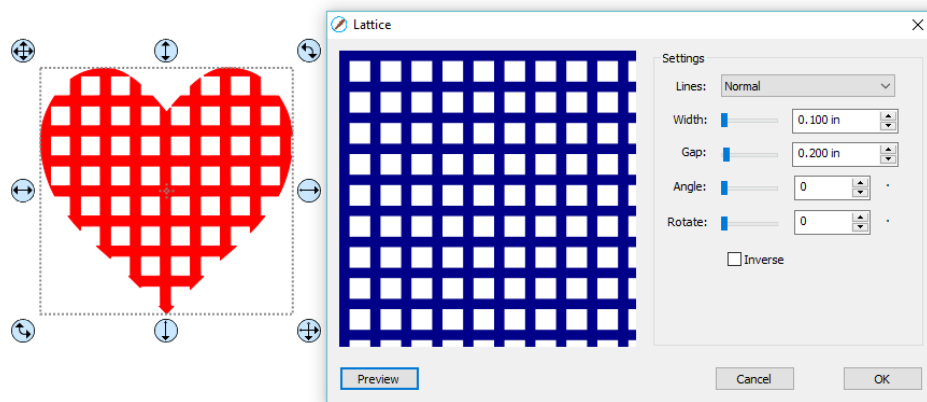 Lattice
Settings
Lines: Normal
Width: 0.100 in
Gap: 0.200 in
Angle: 0 °
Rotate: 0 °
Inverse
Preview Cancel OK